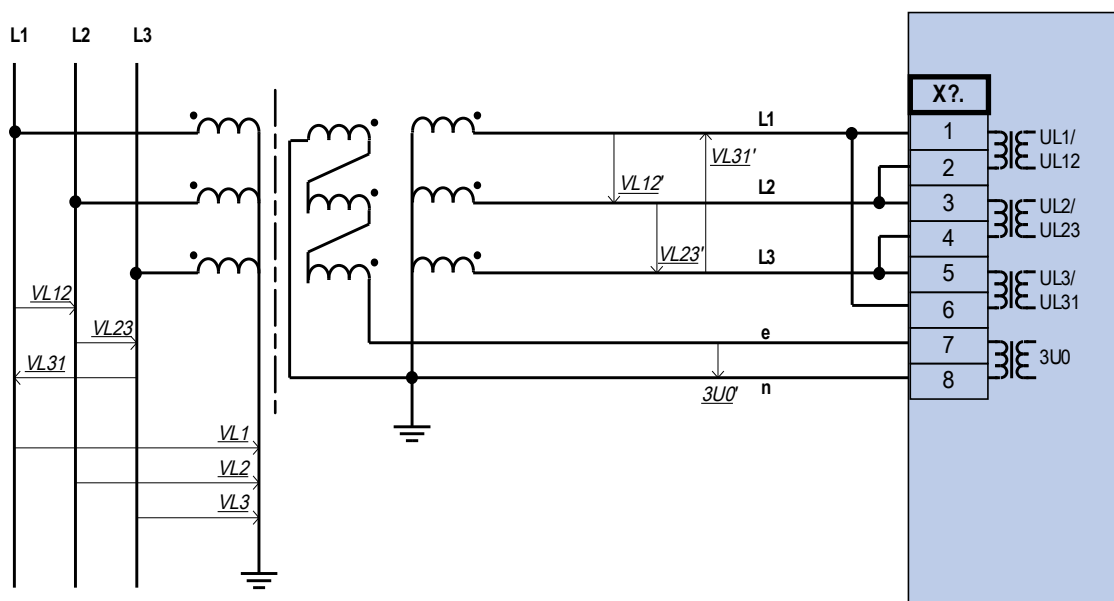 L1 L2 L3
X?.
1
2
3
4
5
6
7
8
UL1/
UL12
UL2/
UL23
UL3/
UL31
3U0
L1
L2
L3
e
n
VL31'
VL12'
VL23'
3U0'
VL12
VL23
VL31
VL1
VL2
VL3